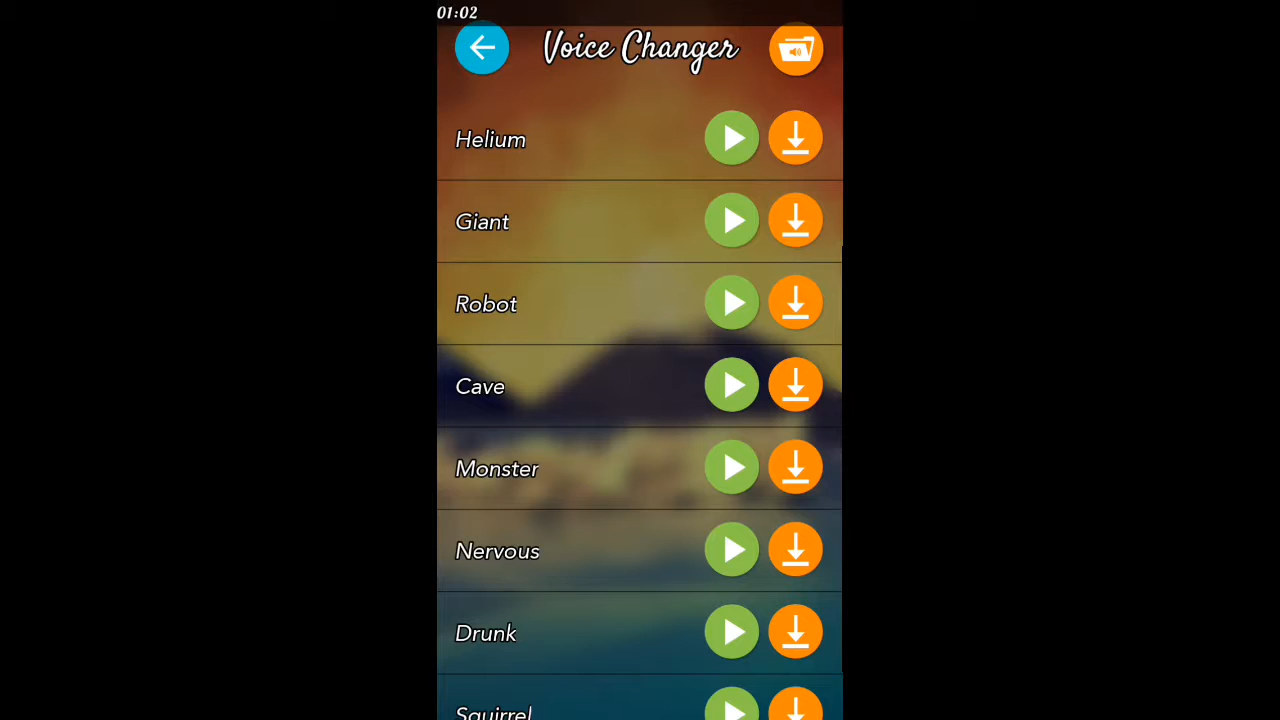 01:02
Voice Changer
Helium
Giant
Robot
Cave
Monster
Nervous
Drunk
Squirrel